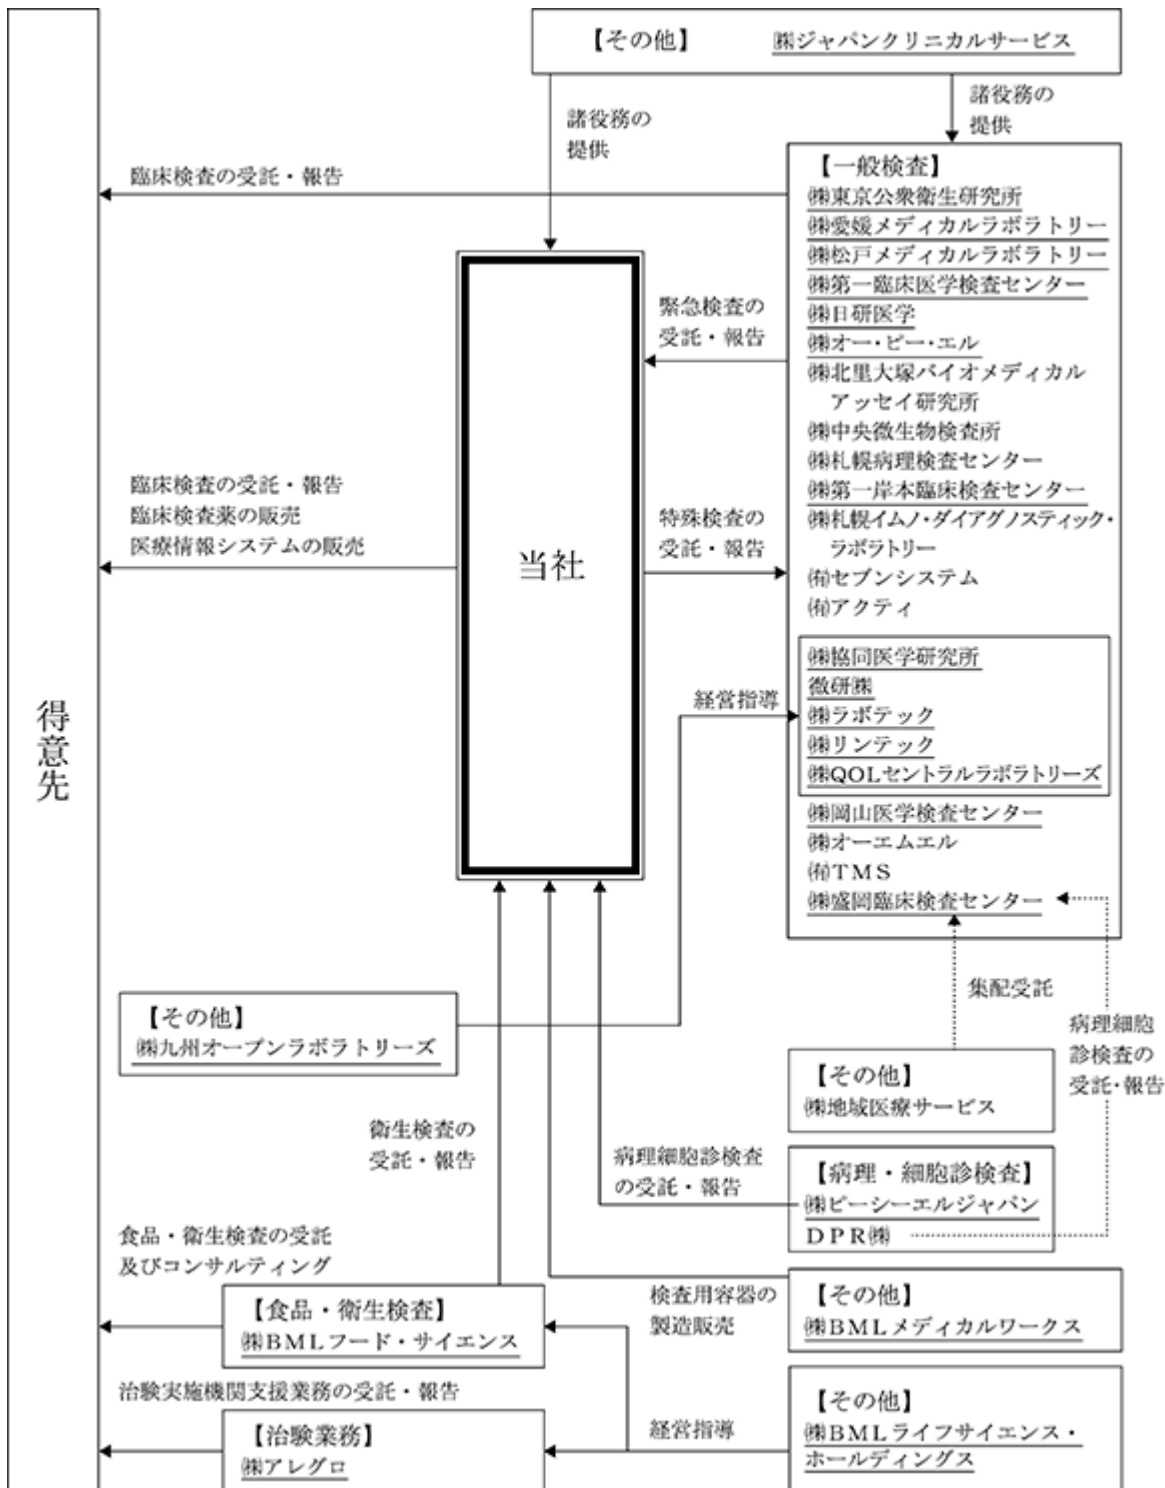 【その他】 ㈱ジャパンクリニカルサービス
諸役務の
提供
諸役務の
提供
臨床検査の受託・報告
【一般検査】
㈱東京公衆衛生研究所
㈱愛媛メディカルラボラトリー
㈱松戸メディカルラボラトリー
㈱第一臨床医学検査センター
㈱日研医学
㈱オー・ピー・エル
㈱北里大塚バイオメディカル
アッセイ研究所
㈱中央微生物検査所
㈱札幌病理検査センター
㈱第一岸本臨床検査センター
㈱札幌イムノ・ダイアグノスティック・
ラボラトリー
㈲セブンシステム
㈲アクティ
㈱協同医学研究所
微研㈱
㈱ラボテック
㈱リンテック
㈱QOLセントラルラボラトリーズ
㈱岡山医学検査センター
㈱オーエムエル
㈲TMS
㈱盛岡臨床検査センター
緊急検査の
受託・報告
臨床検査の受託・報告
臨床検査薬の販売
医療情報システムの販売
当社
特殊検査の
受託・報告
得意先
経営指導
【その他】
㈱九州オープンラボラトリーズ
集配受託
病理細胞
診検査の
受託・報告
【その他】
㈱地域医療サービス
衛生検査の
受託・報告
病理細胞診検査
の受託・報告
【病理・細胞診検査】
㈱ピーシーエルジャパン
DPR㈱
食品・衛生検査の受託
及びコンサルティング
【食品・衛生検査】
㈱BMLフード・サイエンス
検査用容器の
製造販売
【その他】
㈱BMLメディカルワークス
治験実施機関支援業務の受託・報告
【治験業務】
㈱アレグロ
経営指導
【その他】
㈱BMLライフサイエンス・
ホールディングス